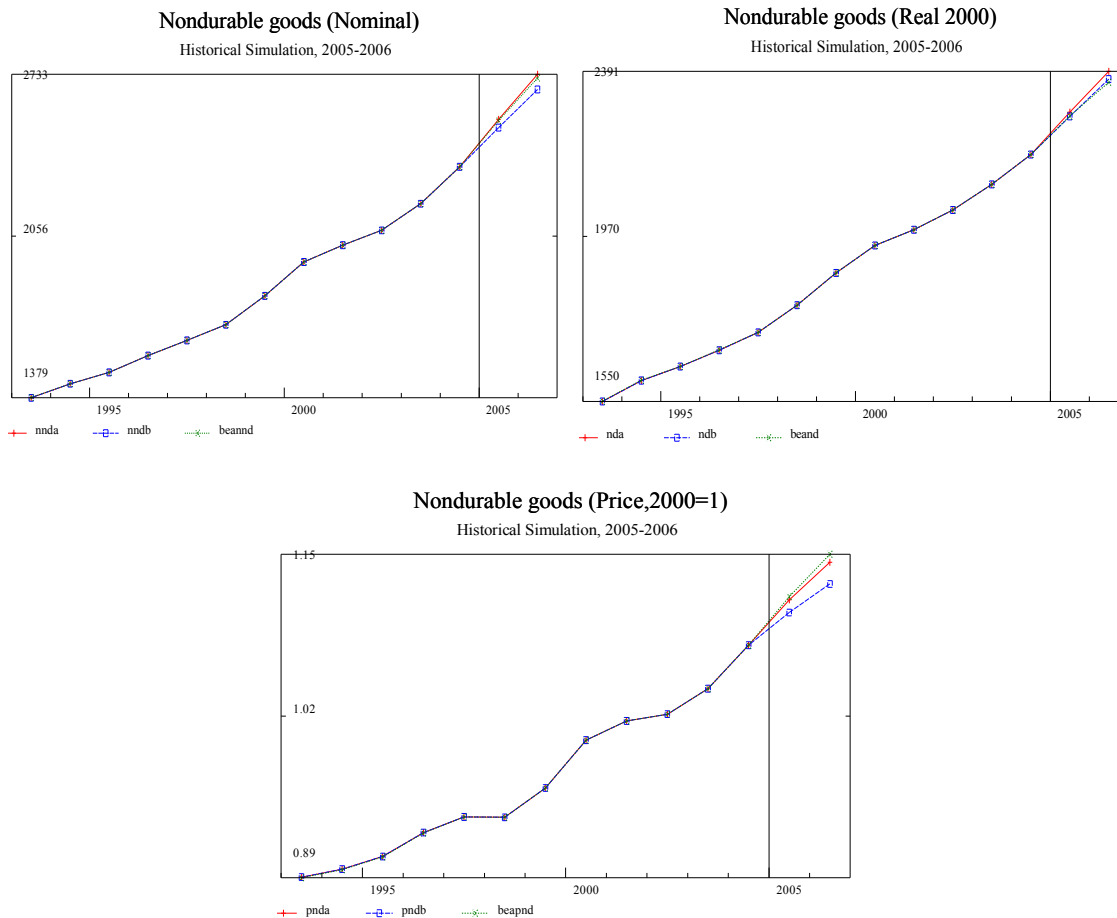 Nondurable goods (Nominal)
Historical Simulation, 2005-2006
2733
2056
1379
1995 2000 2005
nnda nndb beannd
Nondurable goods (Real 2000)
Historical Simulation, 2005-2006
2391
1970
1550
1995 2000 2005
nda ndb beand
Nondurable goods (Price,2000=1)
Historical Simulation, 2005-2006
1.15
1.02
0.89
1995 2000 2005
pnda pndb beapnd